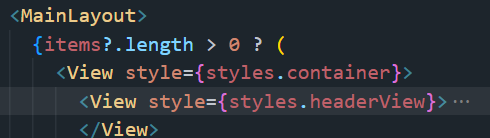 <MainLayout>
{items?.length > 0 ? (
<View style={styles.container}>
<View style={styles.headerView}>…
</View>